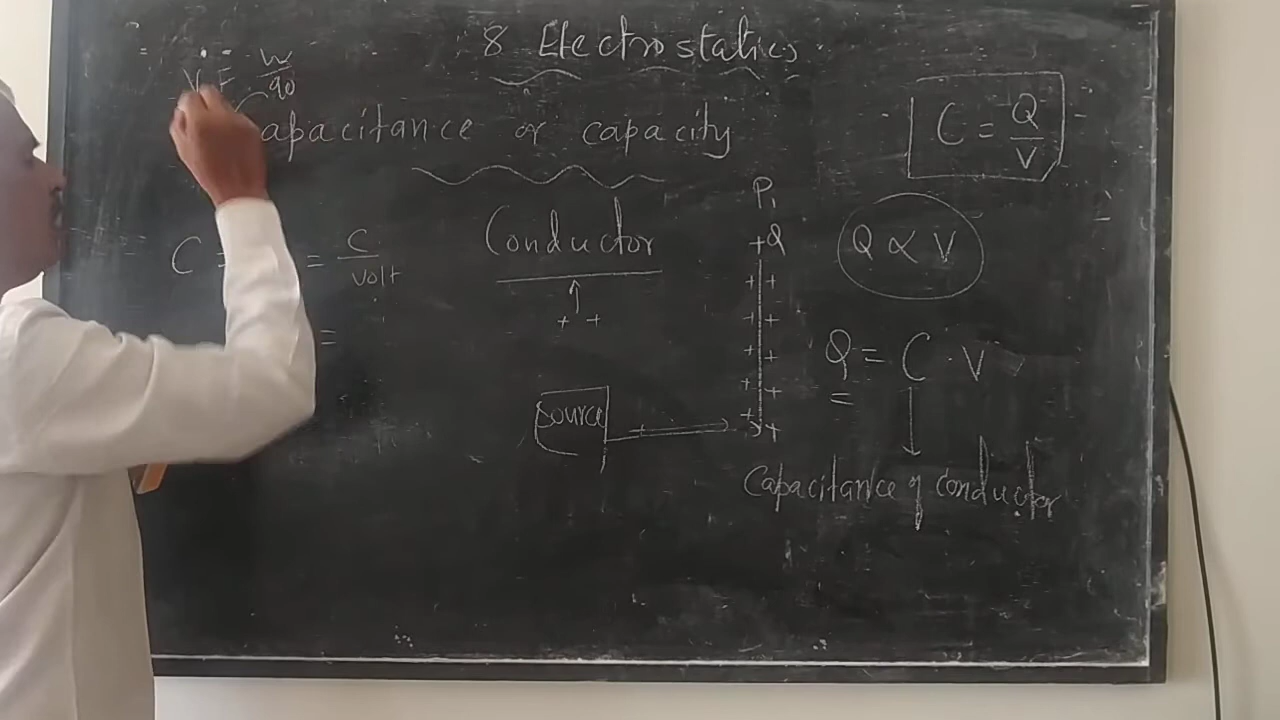 8 Electrostatics
V = W/q0
Capacitance or capacity
C = Q/V
C = = C/volt
=
Conductor
+ +
Source
+
P1
+Q
+ +
+ +
+ +
+ +
+ +
Q ∝ V
Q = C · V
Capacitance of conductor